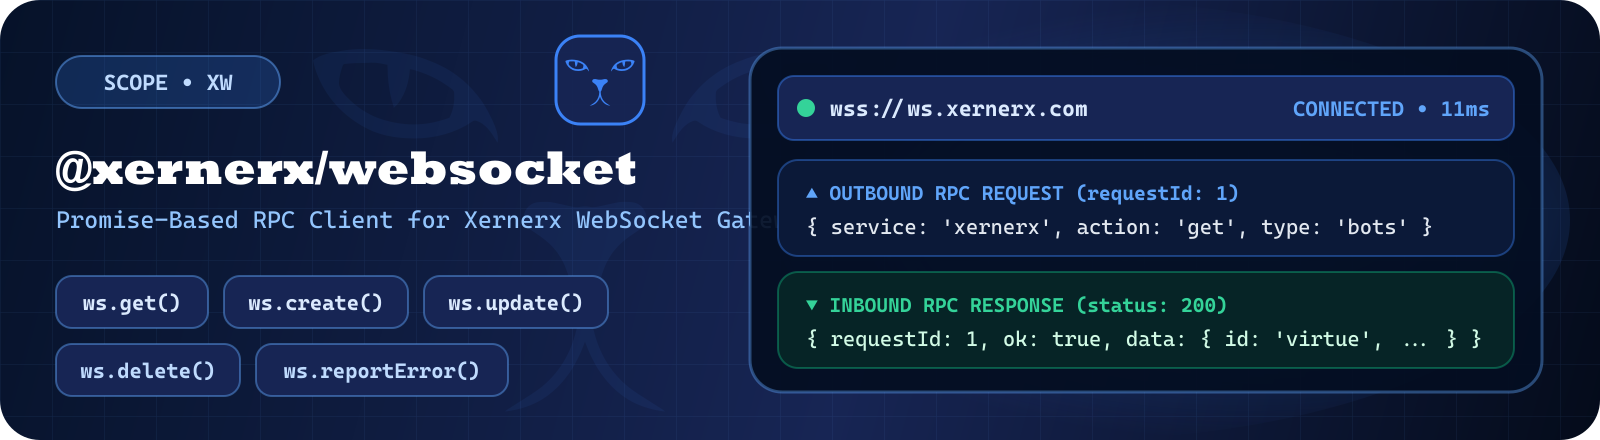 SCOPE • XW
@xernerx/websocket
Promise-Based RPC Client for Xernerx WebSocket
ws.get()
ws.create()
ws.update()
ws.delete()
ws.reportError()
wss://ws.xernerx.com
CONNECTED • 11ms
▲ OUTBOUND RPC REQUEST (requestId: 1)
{ service: 'xernerx', action: 'get', type: 'bots' }
▼ INBOUND RPC RESPONSE (status: 200)
{ requestId: 1, ok: true, data: { id: 'virtue', ... } }